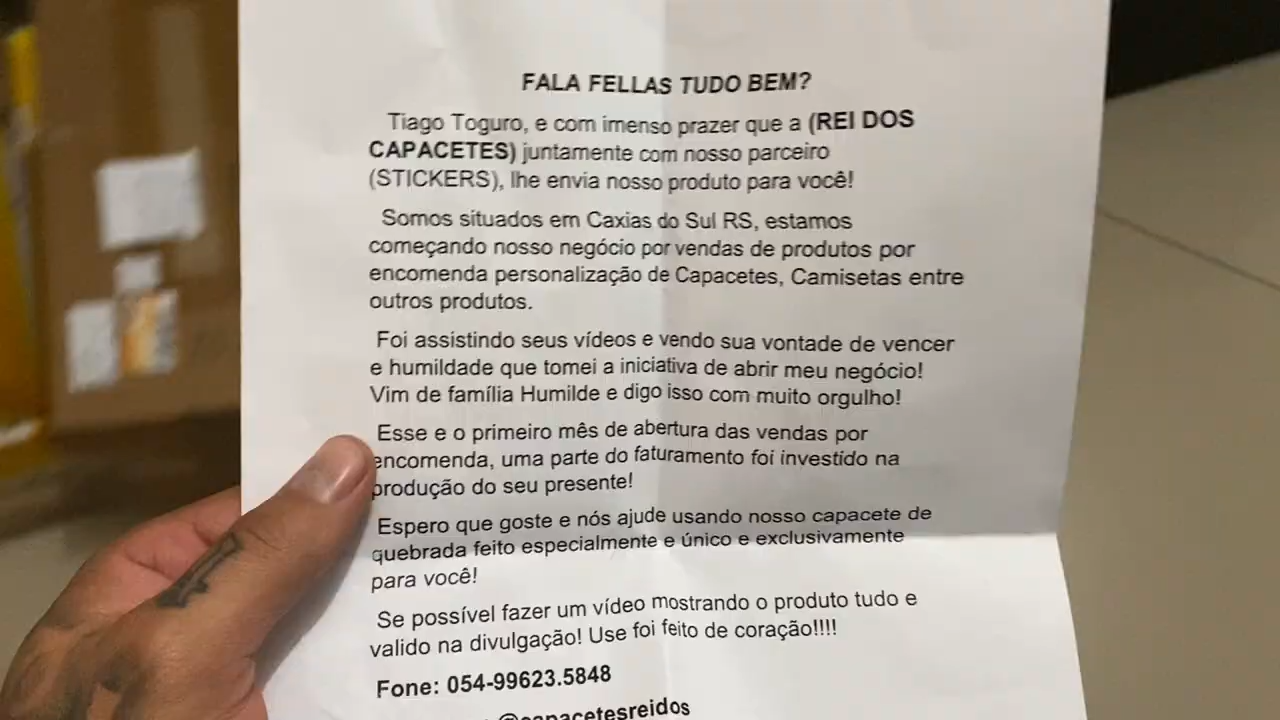 FALA FELLAS TUDO BEM?
Tiago Toguro, e com imenso prazer que a (REI DOS
CAPACETES) juntamente com nosso parceiro
(STICKERS), lhe envia nosso produto para você!
Somos situados em Caxias do Sul RS, estamos
começando nosso negócio por vendas de produtos por
encomenda personalização de Capacetes, Camisetas entre
outros produtos.
Foi assistindo seus vídeos e vendo sua vontade de vencer
e humildade que tomei a iniciativa de abrir meu negócio!
Vim de família Humilde e digo isso com muito orgulho!
Esse e o primeiro mês de abertura das vendas por
encomenda, uma parte do faturamento foi investido na
produção do seu presente!
Espero que goste e nós ajude usando nosso capacete de
quebrada feito especialmente e único e exclusivamente
para você!
Se possível fazer um vídeo mostrando o produto tudo e
valido na divulgação! Use foi feito de coração!!!!
Fone: 054-99623.5848
@capacetesreidos